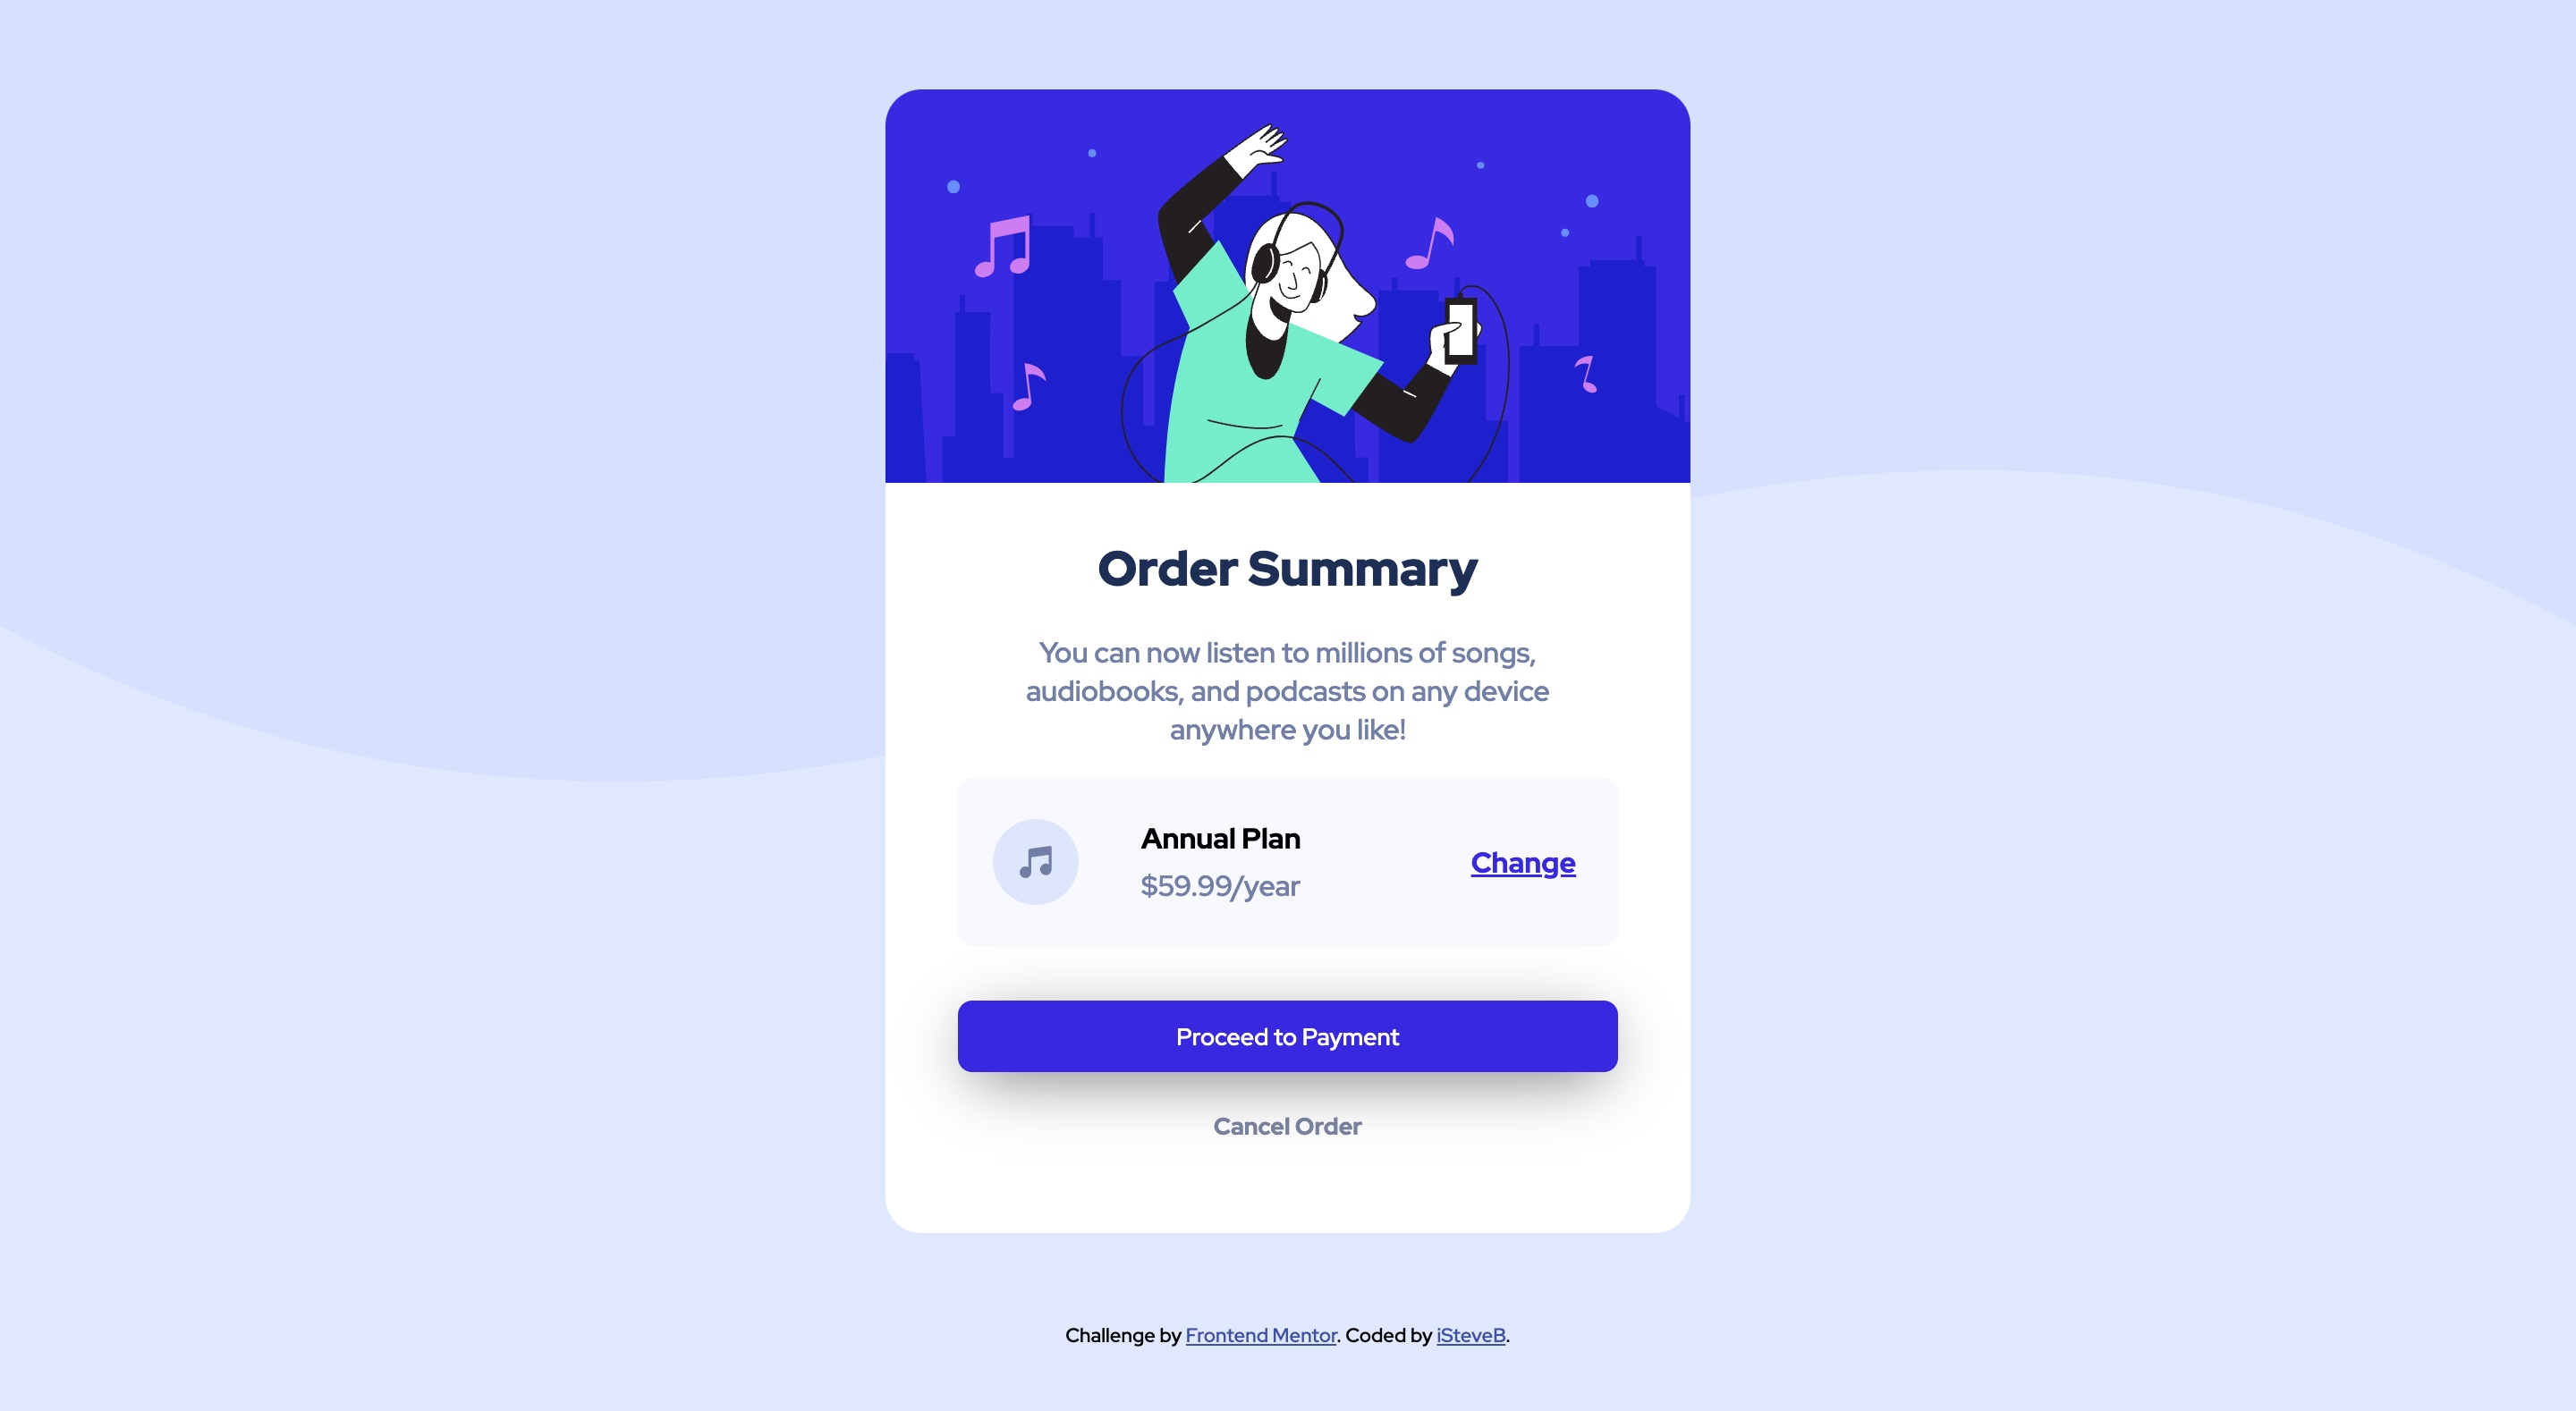 Order Summary
You can now listen to millions of songs,
audiobooks, and podcasts on any device
anywhere you like!
Annual Plan
$59.99/year
Change
Proceed to Payment
Cancel Order
Challenge by Frontend Mentor. Coded by iSteveB.